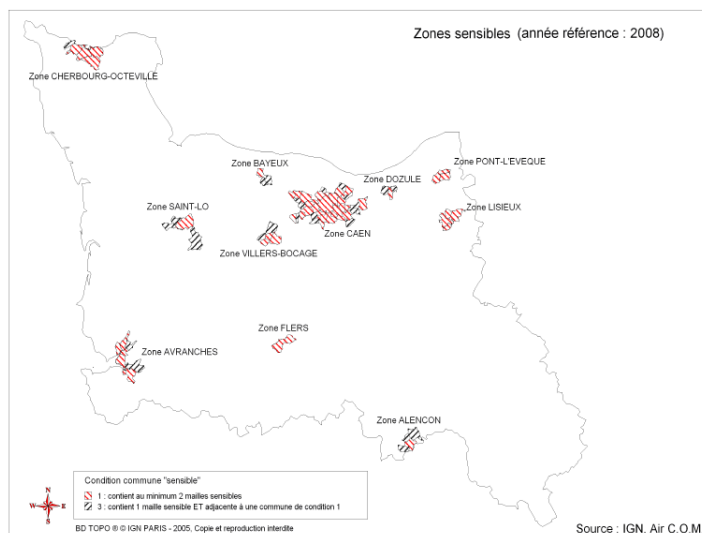 Zones sensibles (année référence : 2008)
Zone CHERBOURG-OCTEVILLE
Zone BAYEUX
Zone PONT-L'EVEQUE
Zone DOZULE
Zone SAINT-LO
Zone LISIEUX
Zone CAEN
Zone VILLERS-BOCAGE
Zone FLERS
Zone AVRANCHES
Zone ALENCON
Condition commune "sensible"
1 : contient au minimum 2 mailles sensibles
3 : contient 1 maille sensible ET adjacente à une commune de condition 1
N
W E
S
BD TOPO ® © IGN PARIS - 2005, Copie et reproduction interdite
Source : IGN, Air C.O.M